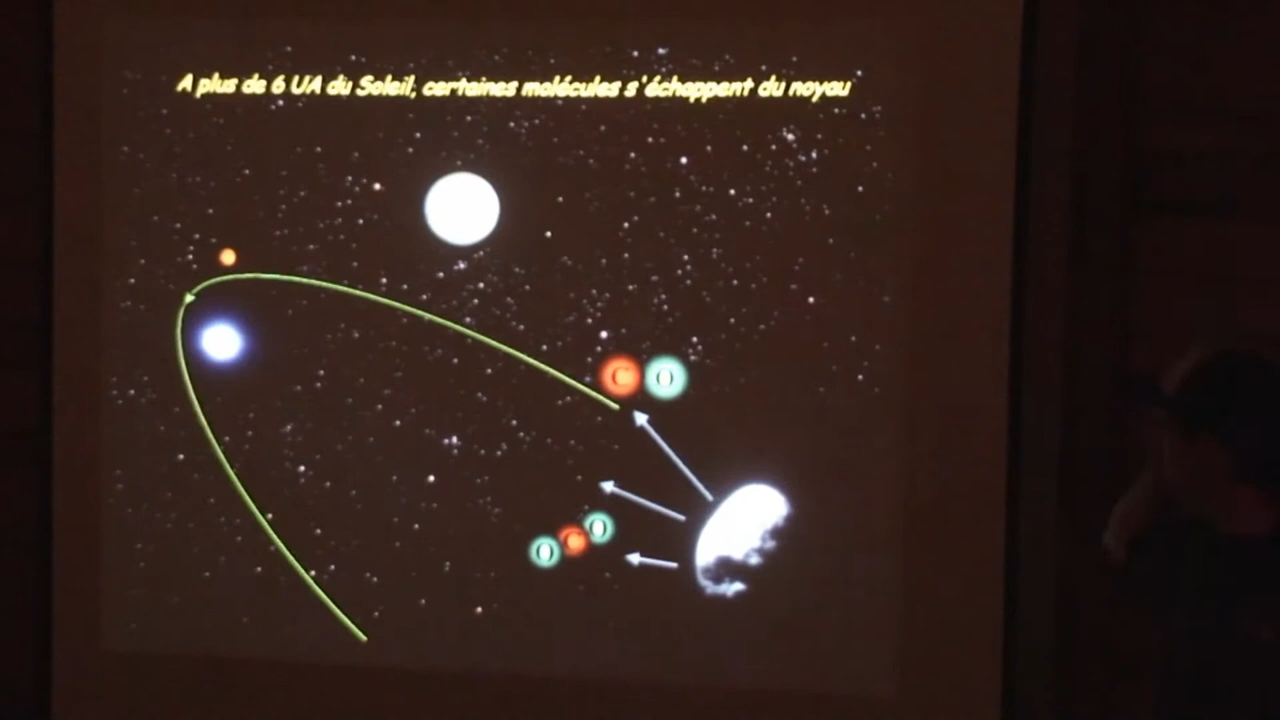 A plus de 6 UA du Soleil, certaines molécules s'échappent du noyau
C O
O C O